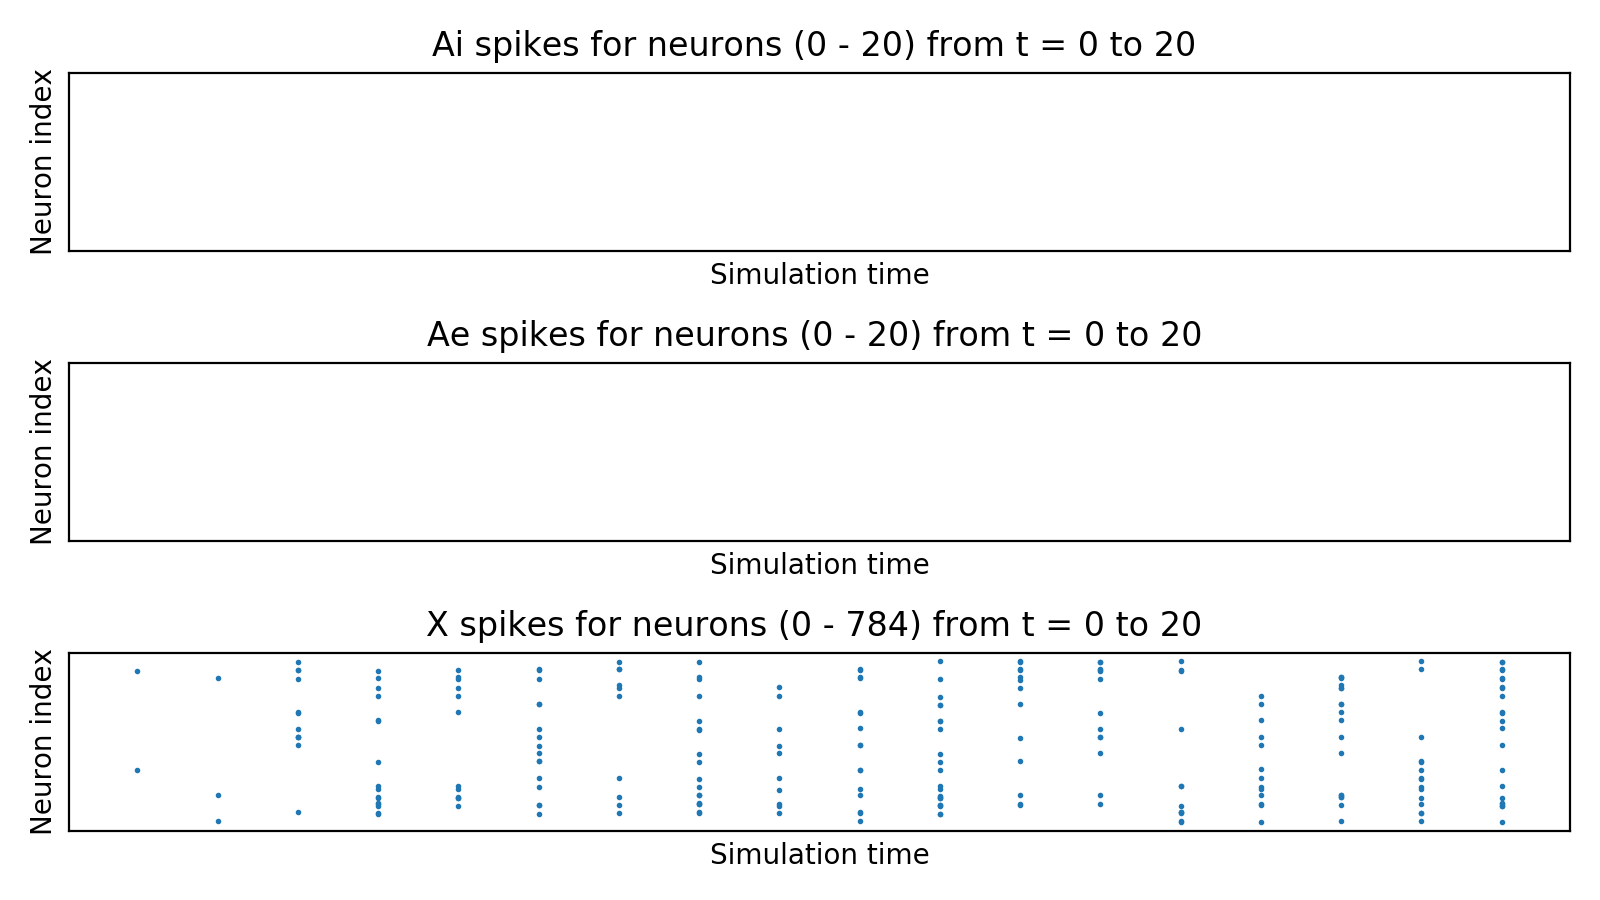 Ai spikes for neurons (0 - 20) from t = 0 to 20
Neuron index
Simulation time
Ae spikes for neurons (0 - 20) from t = 0 to 20
Neuron index
Simulation time
X spikes for neurons (0 - 784) from t = 0 to 20
Neuron index
Simulation time